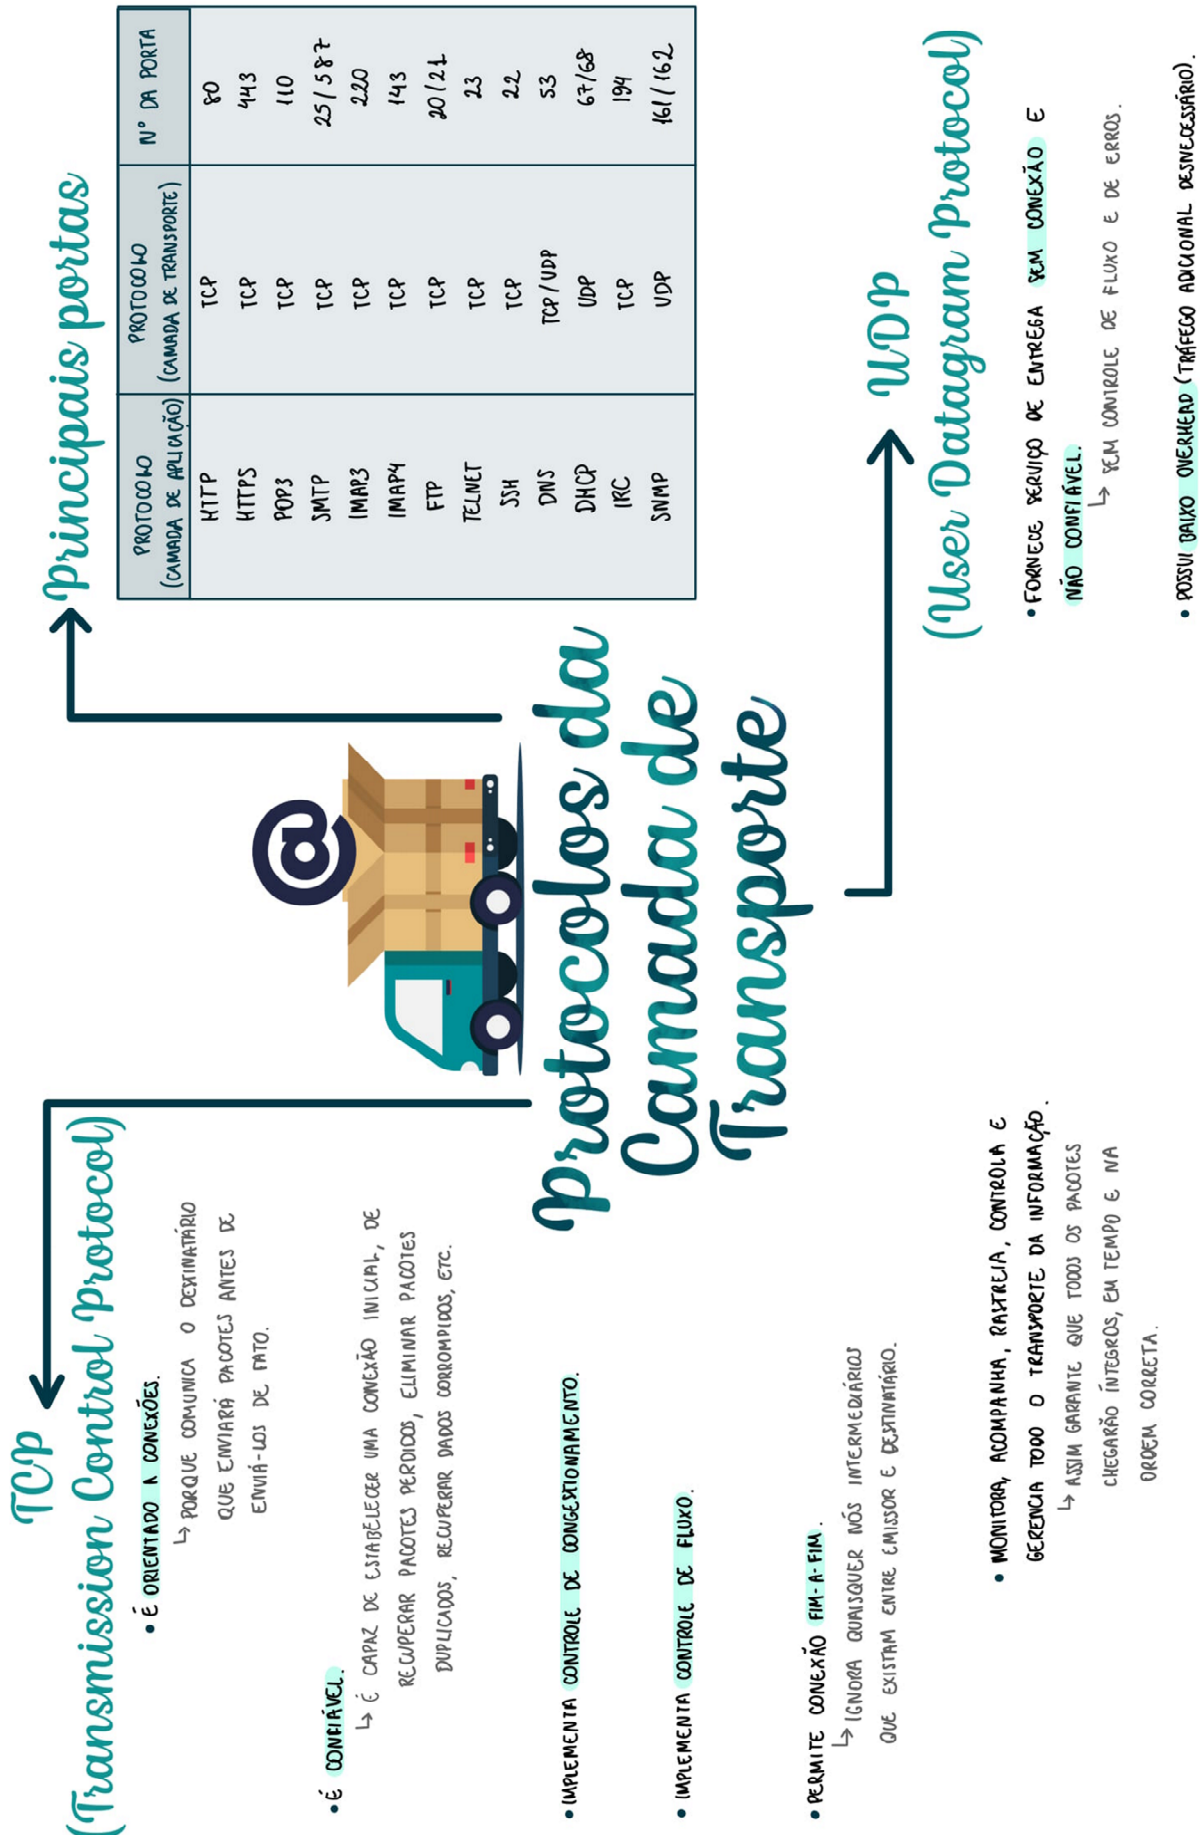 Protocolos da
Camada de
Transporte
TCP
(Transmission Control Protocol)
• É ORIENTADO A CONEXÕES.
↳ PORQUE COMUNICA O DESTINATÁRIO
QUE ENVIARÁ PACOTES ANTES DE
ENVIÁ-LOS DE FATO.
• É CONFIÁVEL.
↳ É CAPAZ DE ESTABELECER UMA CONEXÃO INICIAL, DE
RECUPERAR PACOTES PERDIDOS, ELIMINAR PACOTES
DUPLICADOS, RECUPERAR DADOS CORROMPIDOS, ETC.
• IMPLEMENTA CONTROLE DE CONGESTIONAMENTO.
• IMPLEMENTA CONTROLE DE FLUXO.
• PERMITE CONEXÃO FIM-A-FIM.
↳ IGNORA QUAISQUER NÓS INTERMEDIÁRIOS
QUE EXISTAM ENTRE EMISSOR E DESTINATÁRIO.
• MONITORA, ACOMPANHA, RASTREIA, CONTROLA E
GERENCIA TODO O TRANSPORTE DA INFORMAÇÃO.
↳ ASSIM GARANTE QUE TODOS OS PACOTES
CHEGARÃO ÍNTEGROS, EM TEMPO E NA
ORDEM CORRETA.
Principais portas
PROTOCOLO (CAMADA DE APLICAÇÃO) PROTOCOLO (CAMADA DE TRANSPORTE) Nº DA PORTA
HTTP TCP 80
HTTPS TCP 443
POP3 TCP 110
SMTP TCP 25/587
IMAP3 TCP 220
IMAP4 TCP 143
FTP TCP 20/21
TELNET TCP 23
SSH TCP 22
DNS TCP/UDP 53
DHCP UDP 67/68
IRC TCP 194
SNMP UDP 161/162
UDP
(User Datagram Protocol)
• FORNECE SERVIÇO DE ENTREGA SEM CONEXÃO E
NÃO CONFIÁVEL.
↳ SEM CONTROLE DE FLUXO E DE ERROS.
• POSSUI BAIXO OVERHEAD (TRÁFEGO ADICIONAL DESNECESSÁRIO).